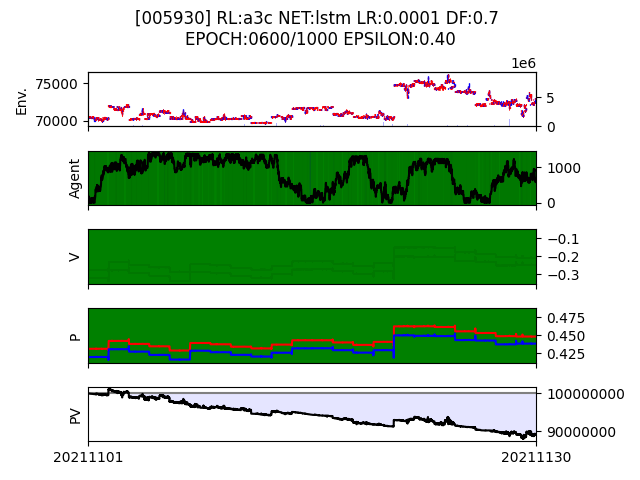 [005930] RL:a3c NET:lstm LR:0.0001 DF:0.7
EPOCH:0600/1000 EPSILON:0.40
1e6
Env.
75000
70000
5
0
Agent
1000
0
V
−0.1
−0.2
−0.3
P
0.475
0.450
0.425
PV
100000000
90000000
20211101
20211130